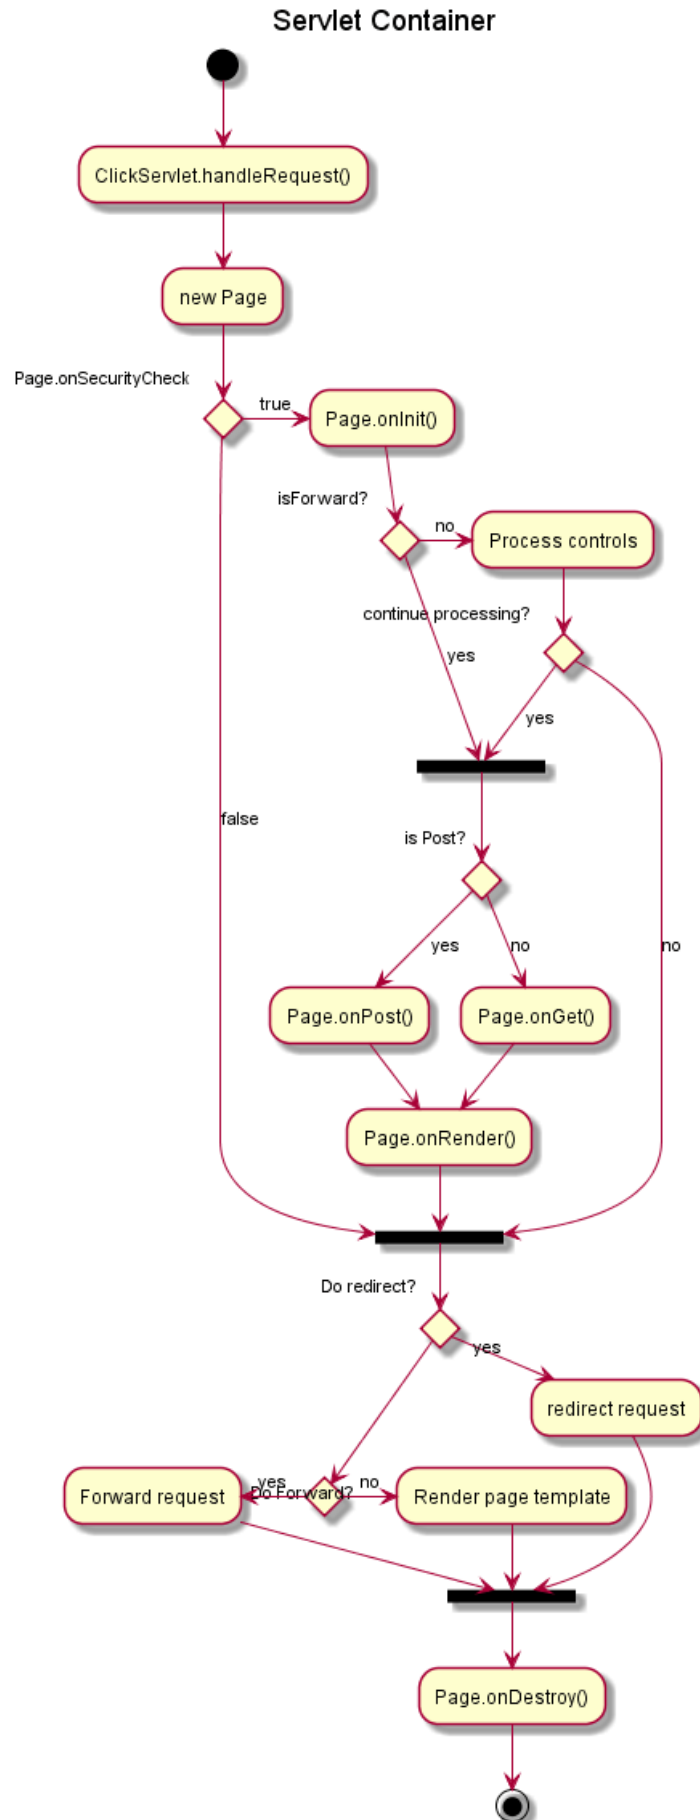 Servlet Container
ClickServlet.handleRequest()
new Page
Page.onSecurityCheck
true
Page.onInit()
isForward?
no
Process controls
continue processing?
yes
yes
false
is Post?
yes
no
no
Page.onPost()
Page.onGet()
Page.onRender()
Do redirect?
yes
redirect request
Forward request
yes
Do Forward?
no
Render page template
Page.onDestroy()